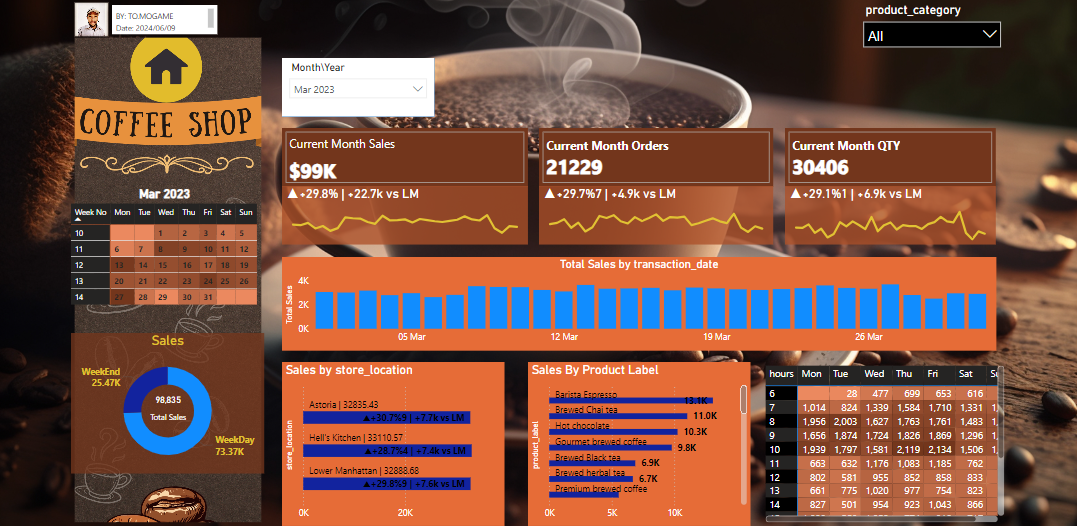 BY: TO.MOGAME
Date: 2024/06/09
product_category
All
COFFEE SHOP
Month\Year
Mar 2023
Current Month Sales
$99K
▲+29.8% | +22.7k vs LM
Current Month Orders
21229
▲+29.7%7 | +4.9k vs LM
Current Month QTY
30406
▲+29.1%1 | +6.9k vs LM
Mar 2023
Week No Mon Tue Wed Thu Fri Sat Sun
10 1 2 3 4 5
11 6 7 8 9 10 11 12
12 13 14 15 16 17 18 19
13 20 21 22 23 24 25 26
14 27 28 29 30 31
Total Sales by transaction_date
Total Sales
4K
2K
0K
05 Mar 12 Mar 19 Mar 26 Mar
Sales
WeekEnd
25.47K
98,835
Total Sales
WeekDay
73.37K
Sales by store_location
store_location
Astoria | 32835.43
▲+30.7%9 | +7.7k vs LM
Hell's Kitchen | 33110.57
▲+28.7%4 | +7.4k vs LM
Lower Manhattan | 32888.68
▲+29.8%9 | +7.6k vs LM
0K 20K
Sales By Product Label
product_label
Barista Espresso 13.1K
Brewed Chai tea 11.0K
Hot chocolate 10.3K
Gourmet brewed coffee 9.8K
Brewed Black tea 6.9K
Brewed herbal tea 6.7K
Premium brewed coffee
0K 5K 10K
hours Mon Tue Wed Thu Fri Sat
6 28 477 699 653 616
7 1,014 824 1,339 1,584 1,710 1,331
8 1,956 2,003 1,627 1,763 1,761 1,483
9 1,656 1,874 1,724 1,826 1,869 1,296
10 1,939 1,797 1,581 2,119 2,134 1,506
11 663 632 1,176 1,083 1,185 762
12 802 581 955 852 858 833
13 661 775 1,020 977 754 823
14 827 501 954 923 1,043 866